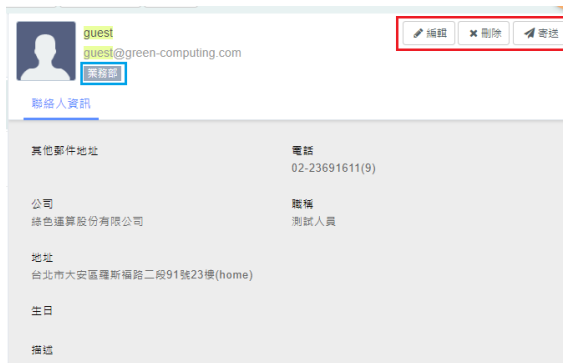 guest
編輯
刪除
寄送
guest@green-computing.com
業務部
聯絡人資訊
其他郵件地址
電話
02-23691611(9)
公司
職稱
綠色運算股份有限公司
測試人員
地址
台北市大安區羅斯福路二段91號23樓(home)
生日
描述